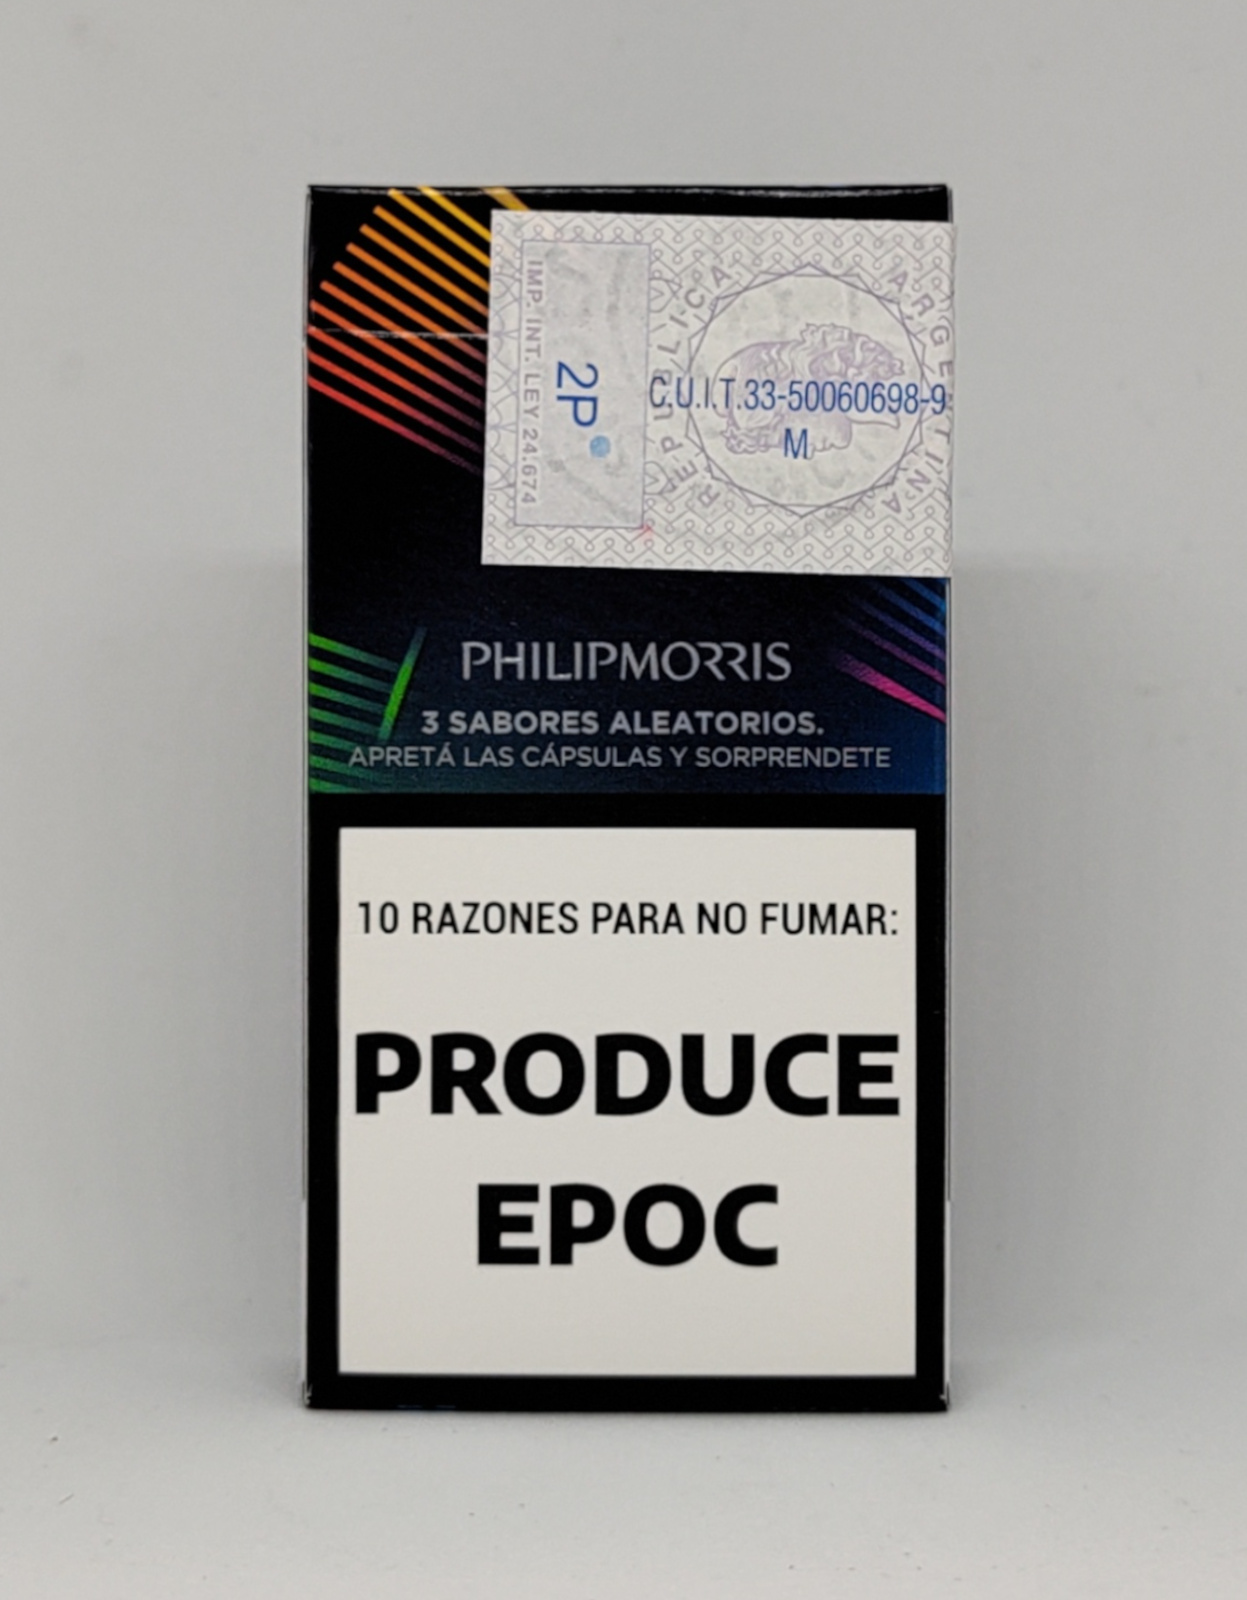 REPUBLICA ARGENTINA
IMP. INT. LEY 24.674
2P
C.U.I.T.33-50060698-9
M
PHILIPMORRIS
3 SABORES ALEATORIOS.
APRETÁ LAS CÁPSULAS Y SORPRENDETE
10 RAZONES PARA NO FUMAR:
PRODUCE
EPOC